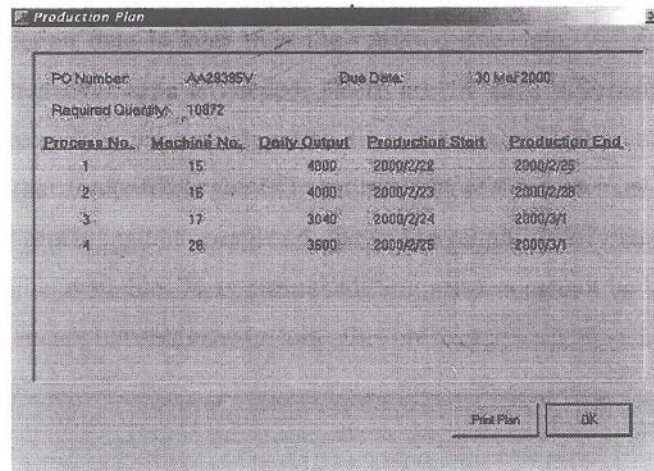 Production Plan
PO Number: AA28395V Due Date: 30 Mar 2000
Required Quantity: 10872
Process No. Machine No. Daily Output Production Start Production End
1 15 4000 2000/2/22 2000/2/25
2 16 4000 2000/2/23 2000/2/28
3 17 3040 2000/2/24 2000/3/1
4 28 3600 2000/2/25 2000/3/1
Print Plan OK